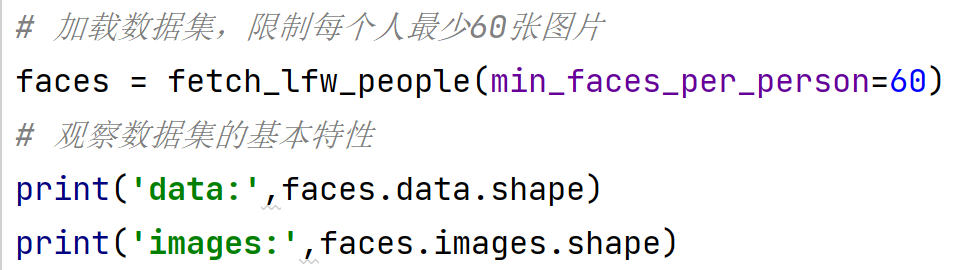 # 加载数据集，限制每个人最少60张图片
faces = fetch_lfw_people(min_faces_per_person=60)
# 观察数据集的基本特性
print('data:',faces.data.shape)
print('images:',faces.images.shape)